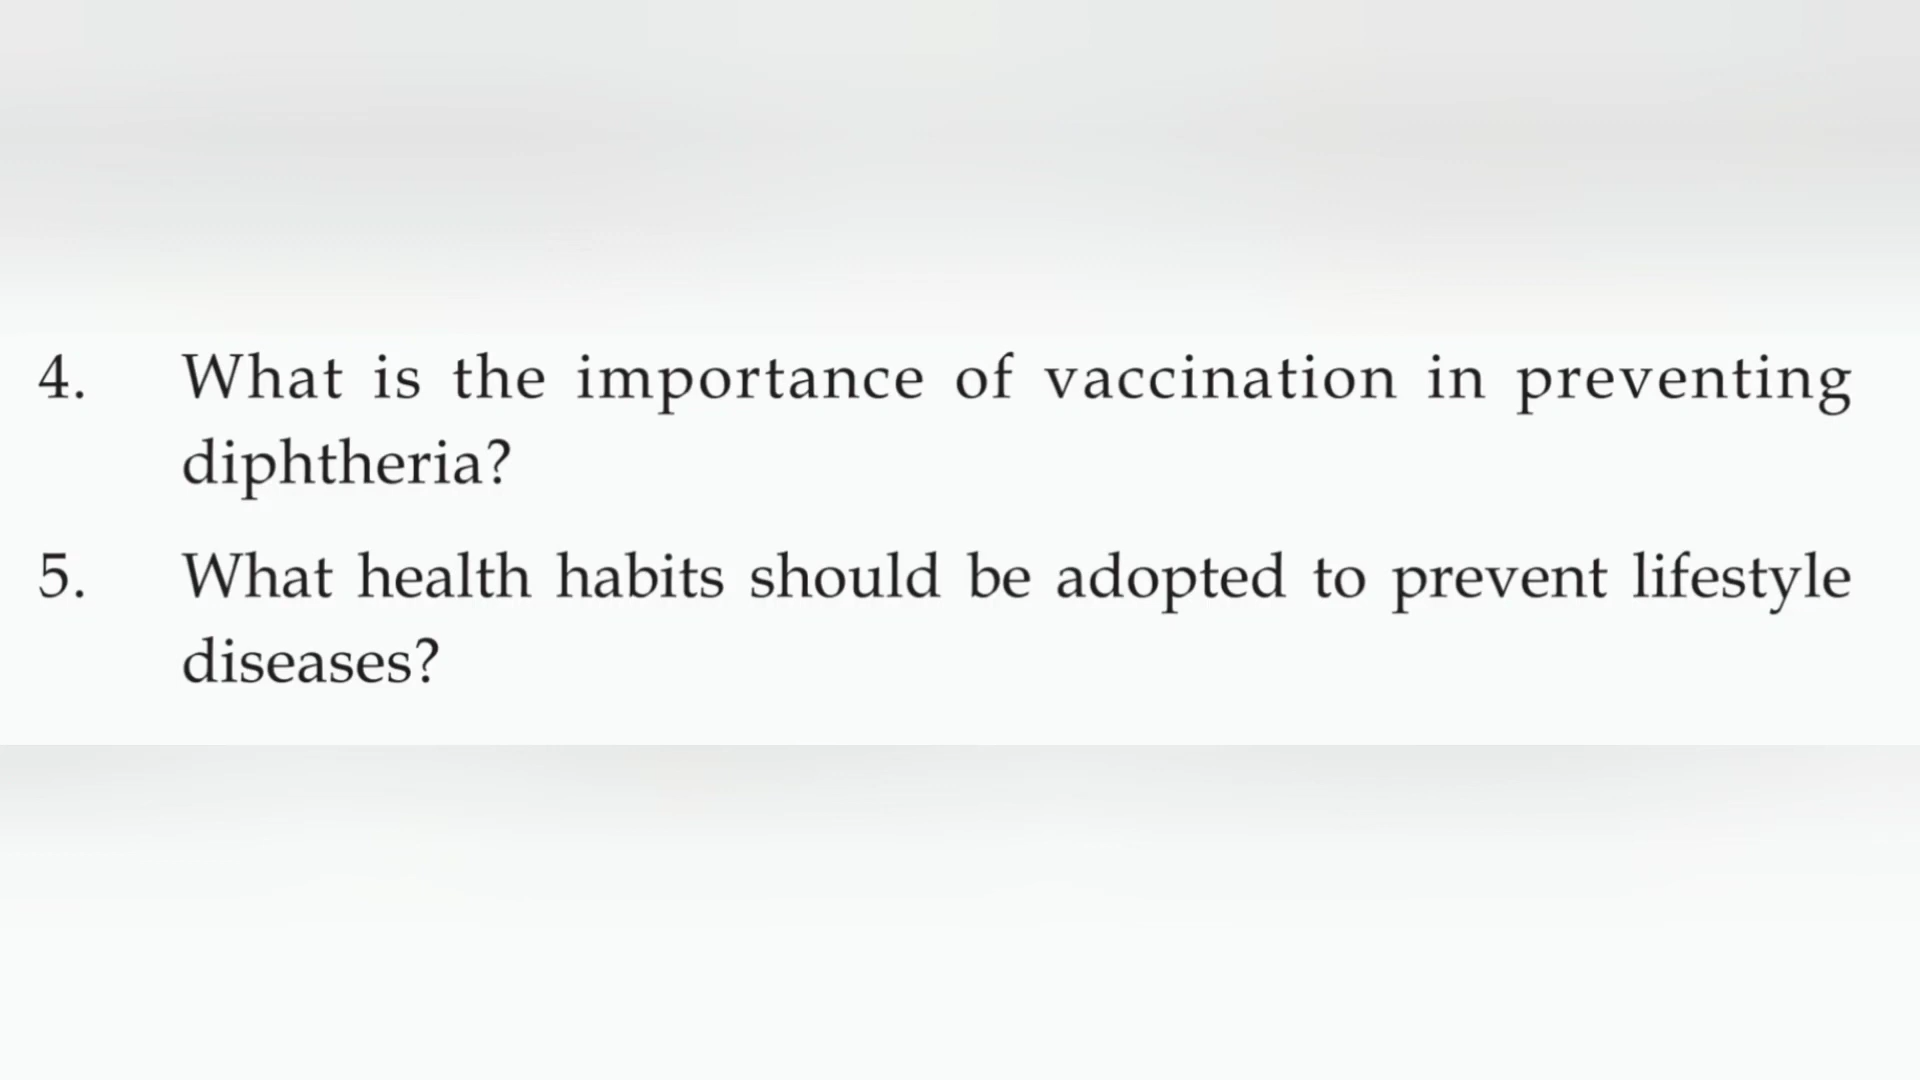 4. What is the importance of vaccination in preventing
diphtheria?
5. What health habits should be adopted to prevent lifestyle
diseases?